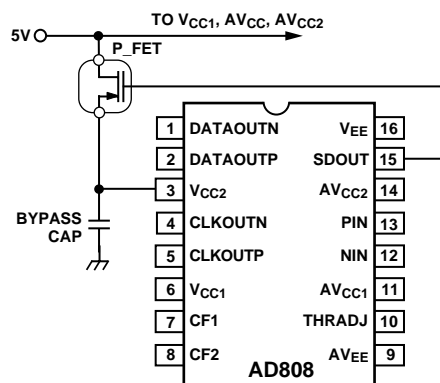 TO VCC1, AVCC, AVCC2
5V
P_FET
1 DATAOUTN
VEE 16
2 DATAOUTP
SDOUT 15
3 VCC2
AVCC2 14
BYPASS
CAP
4 CLKOUTN
PIN 13
5 CLKOUTP
NIN 12
6 VCC1
AVCC1 11
7 CF1
THRADJ 10
8 CF2
AVEE 9
AD808